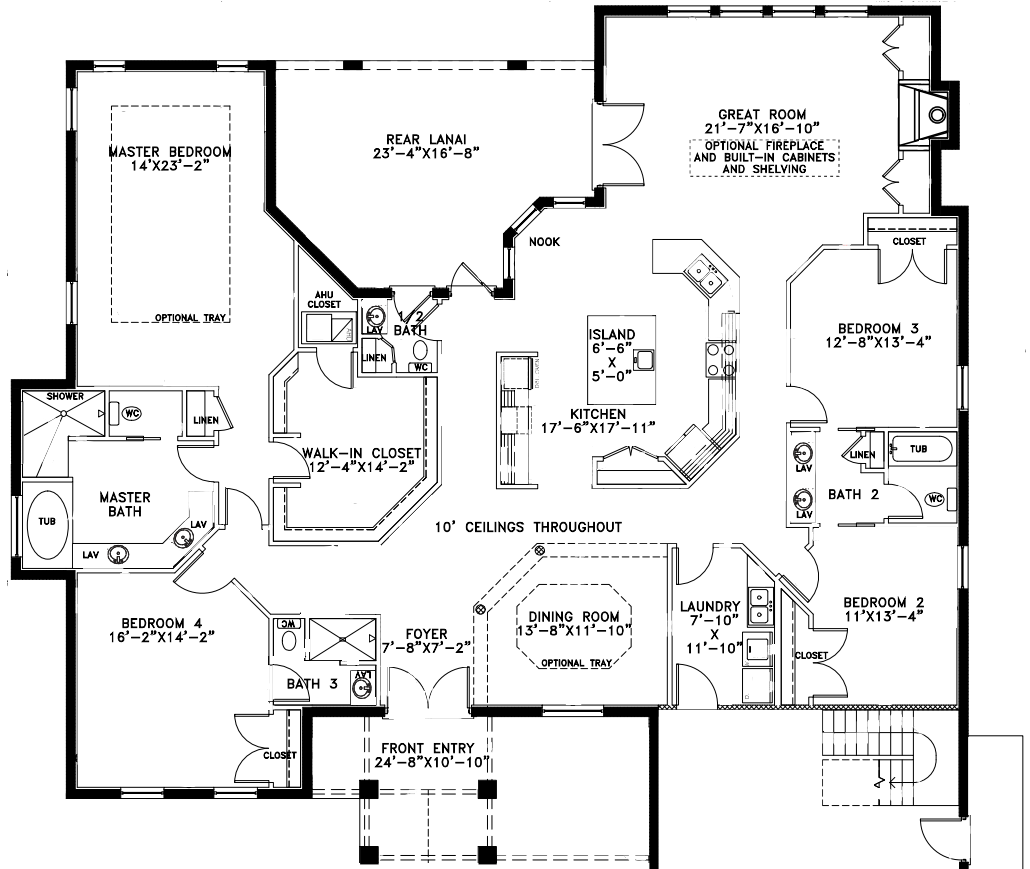 GREAT ROOM
21'-7"X16'-10"
OPTIONAL FIREPLACE
AND BUILT-IN CABINETS
AND SHELVING
REAR LANAI
23'-4"X16'-8"
MASTER BEDROOM
14'X23'-2"
OPTIONAL TRAY
NOOK
CLOSET
AHU
CLOSET
LAV
1/2
BATH
LINEN
WC
ISLAND
6'-6"
X
5'-0"
BEDROOM 3
12'-8"X13'-4"
KITCHEN
17'-6"X17'-11"
SHOWER
WC
LINEN
WALK-IN CLOSET
12'-4"X14'-2"
MASTER
BATH
TUB
LAV
LAV
LAV
LINEN
TUB
BATH 2
WC
LAV
10' CEILINGS THROUGHOUT
BEDROOM 4
16'-2"X14'-2"
WC
BATH 3
LAV
CLOSET
FOYER
7'-8"X7'-2"
DINING ROOM
13'-8"X11'-10"
OPTIONAL TRAY
LAUNDRY
7'-10"
X
11'-10"
BEDROOM 2
11'X13'-4"
CLOSET
FRONT ENTRY
24'-8"X10'-10"